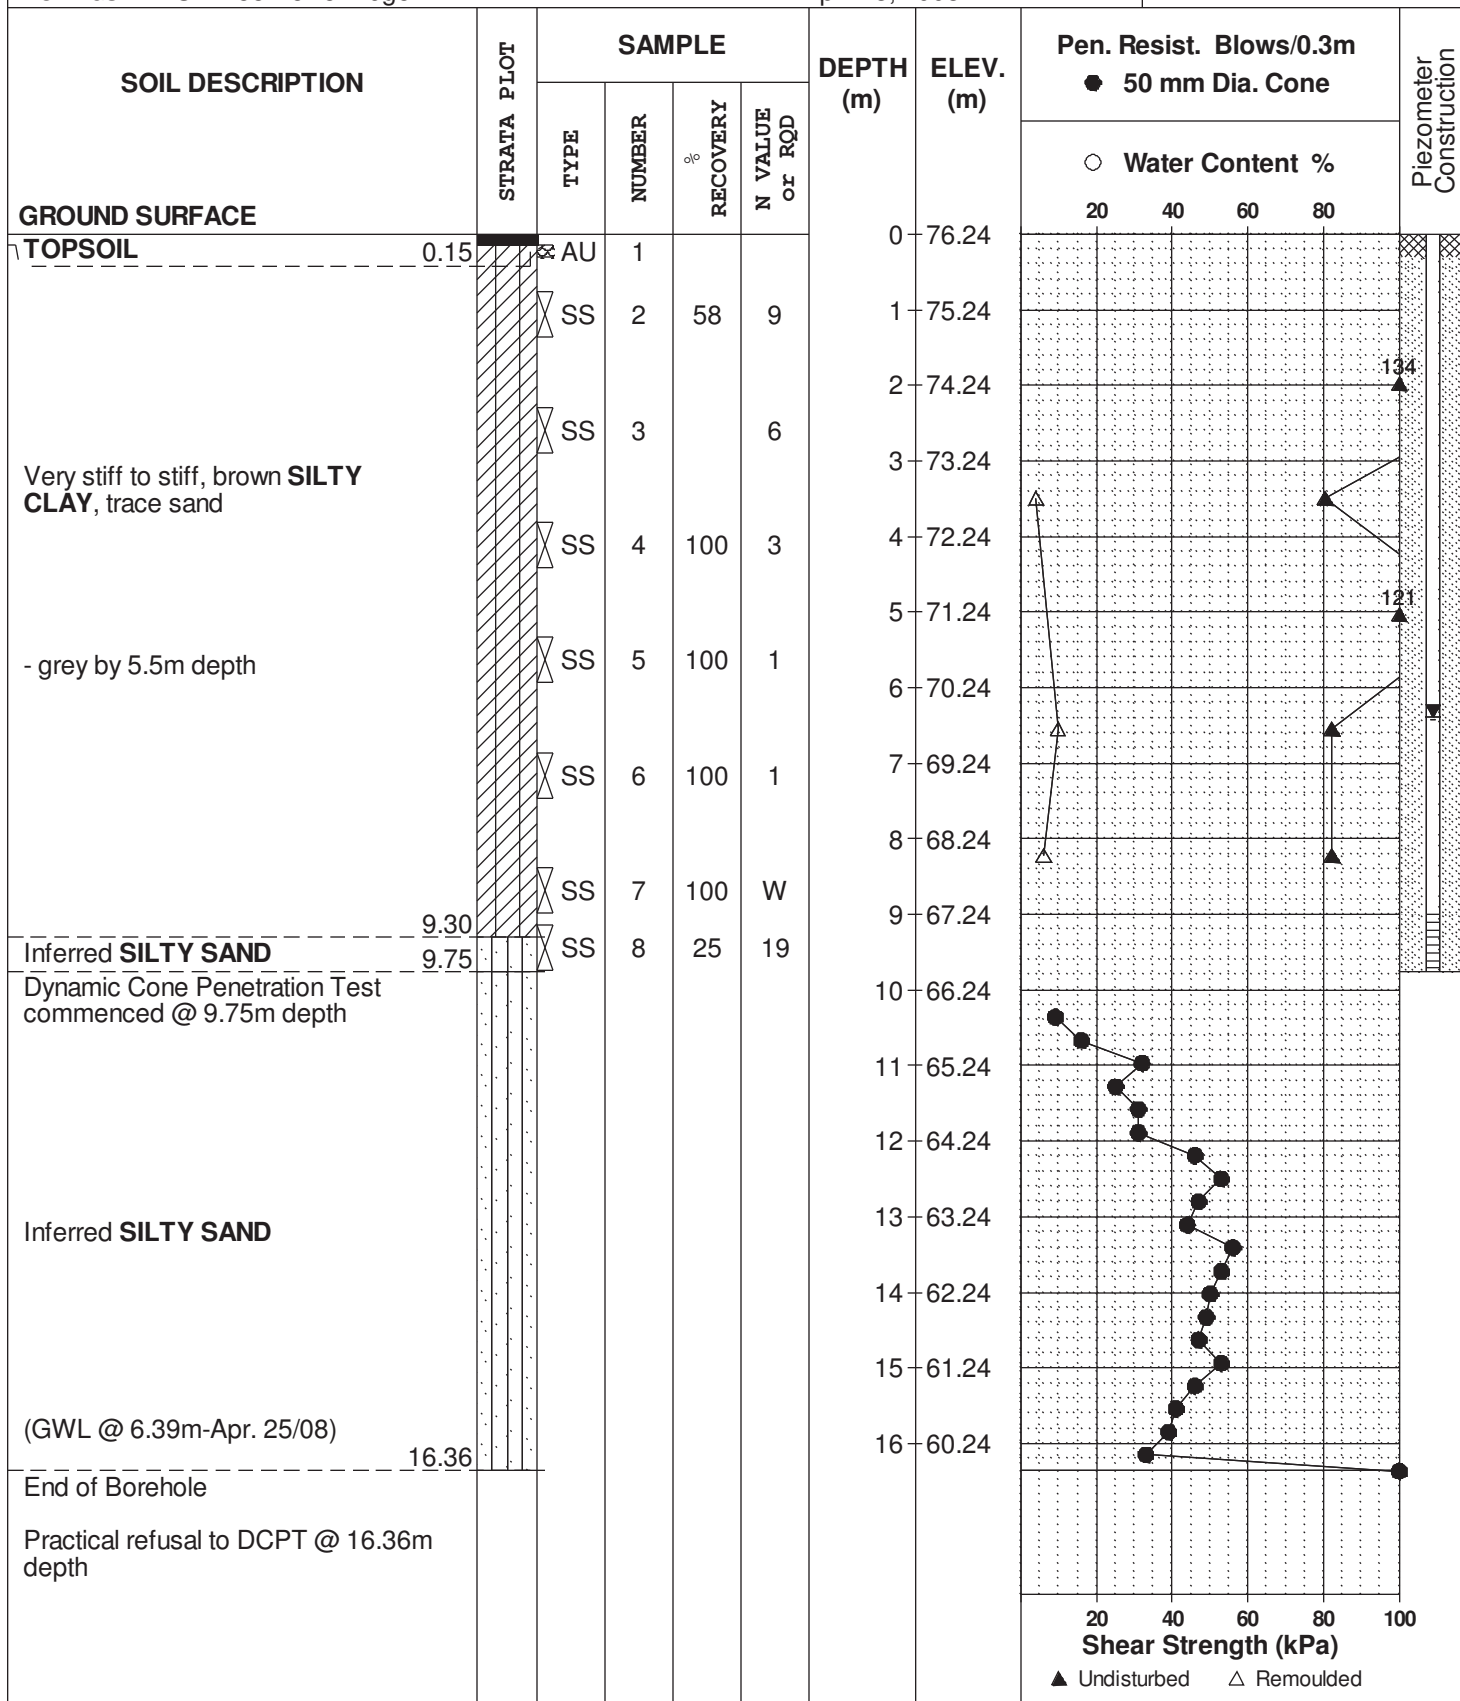 SOIL DESCRIPTION
GROUND SURFACE
STRATA PLOT
SAMPLE
TYPE
NUMBER
% RECOVERY
N VALUE or RQD
DEPTH (m)
ELEV. (m)
Pen. Resist. Blows/0.3m
● 50 mm Dia. Cone
○ Water Content %
20 40 60 80
Piezometer Construction
TOPSOIL 0.15
AU 1
0 76.24
SS 2 58 9
1 75.24
134
2 74.24
SS 3 6
3 73.24
Very stiff to stiff, brown SILTY
CLAY, trace sand
SS 4 100 3
4 72.24
121
5 71.24
- grey by 5.5m depth
SS 5 100 1
6 70.24
SS 6 100 1
7 69.24
8 68.24
SS 7 100 W
9 67.24
9.30
Inferred SILTY SAND 9.75
SS 8 25 19
Dynamic Cone Penetration Test
commenced @ 9.75m depth
10 66.24
11 65.24
12 64.24
13 63.24
Inferred SILTY SAND
14 62.24
15 61.24
(GWL @ 6.39m-Apr. 25/08)
16 60.24
16.36
End of Borehole
Practical refusal to DCPT @ 16.36m
depth
20 40 60 80 100
Shear Strength (kPa)
▲ Undisturbed △ Remoulded